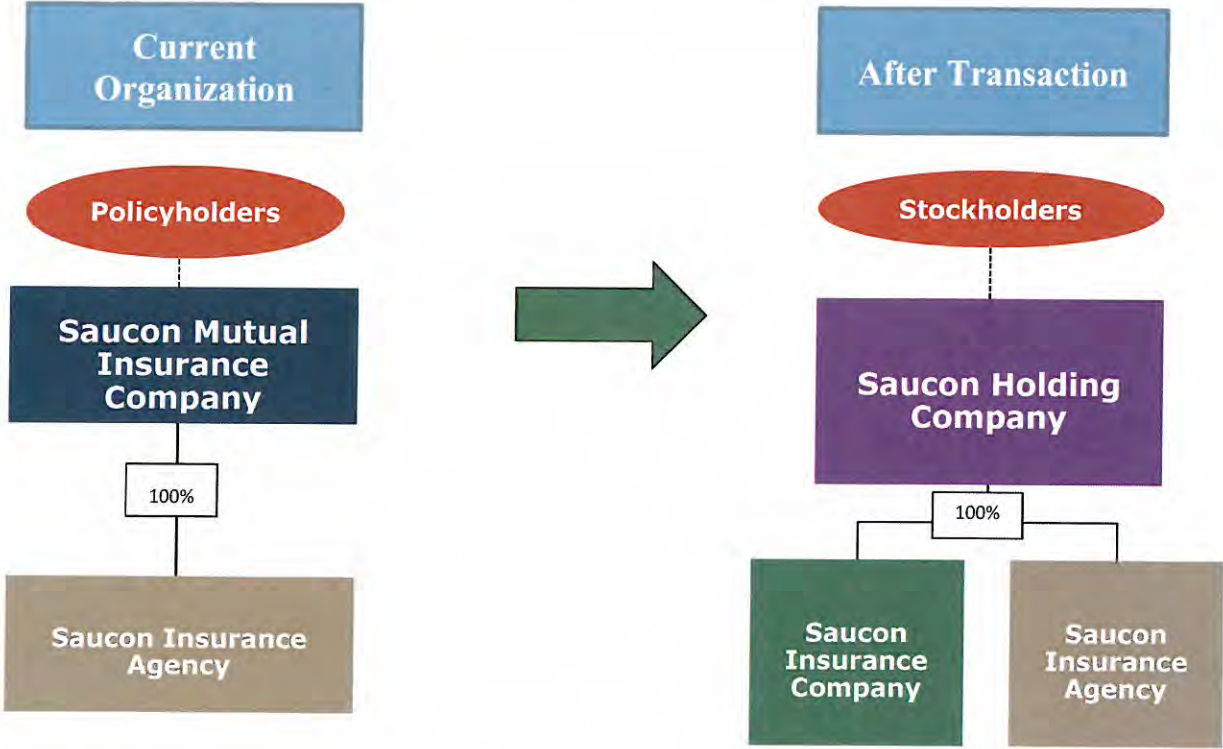 Current
Organization
Policyholders
Saucon Mutual
Insurance
Company
100%
Saucon Insurance
Agency
After Transaction
Stockholders
Saucon Holding
Company
100%
Saucon
Insurance
Company
Saucon
Insurance
Agency